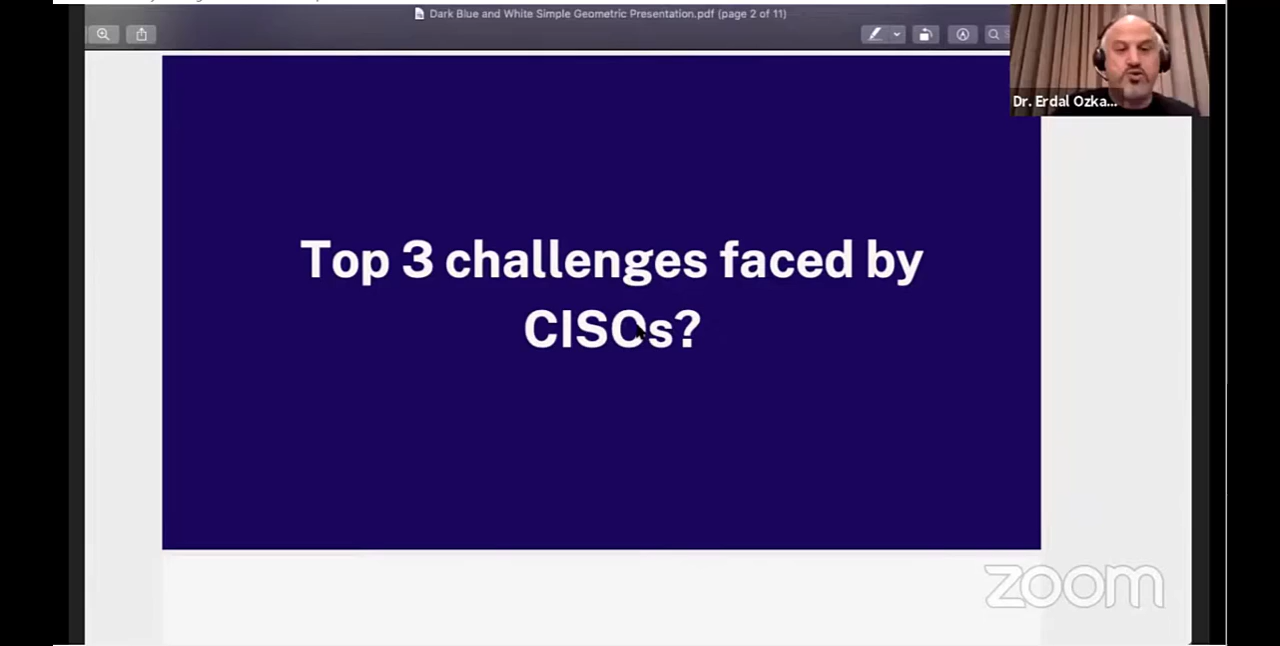 Dark Blue and White Simple Geometric Presentation.pdf (page 2 of 11)
Dr. Erdal Ozka...
Top 3 challenges faced by
CISOs?
zoom